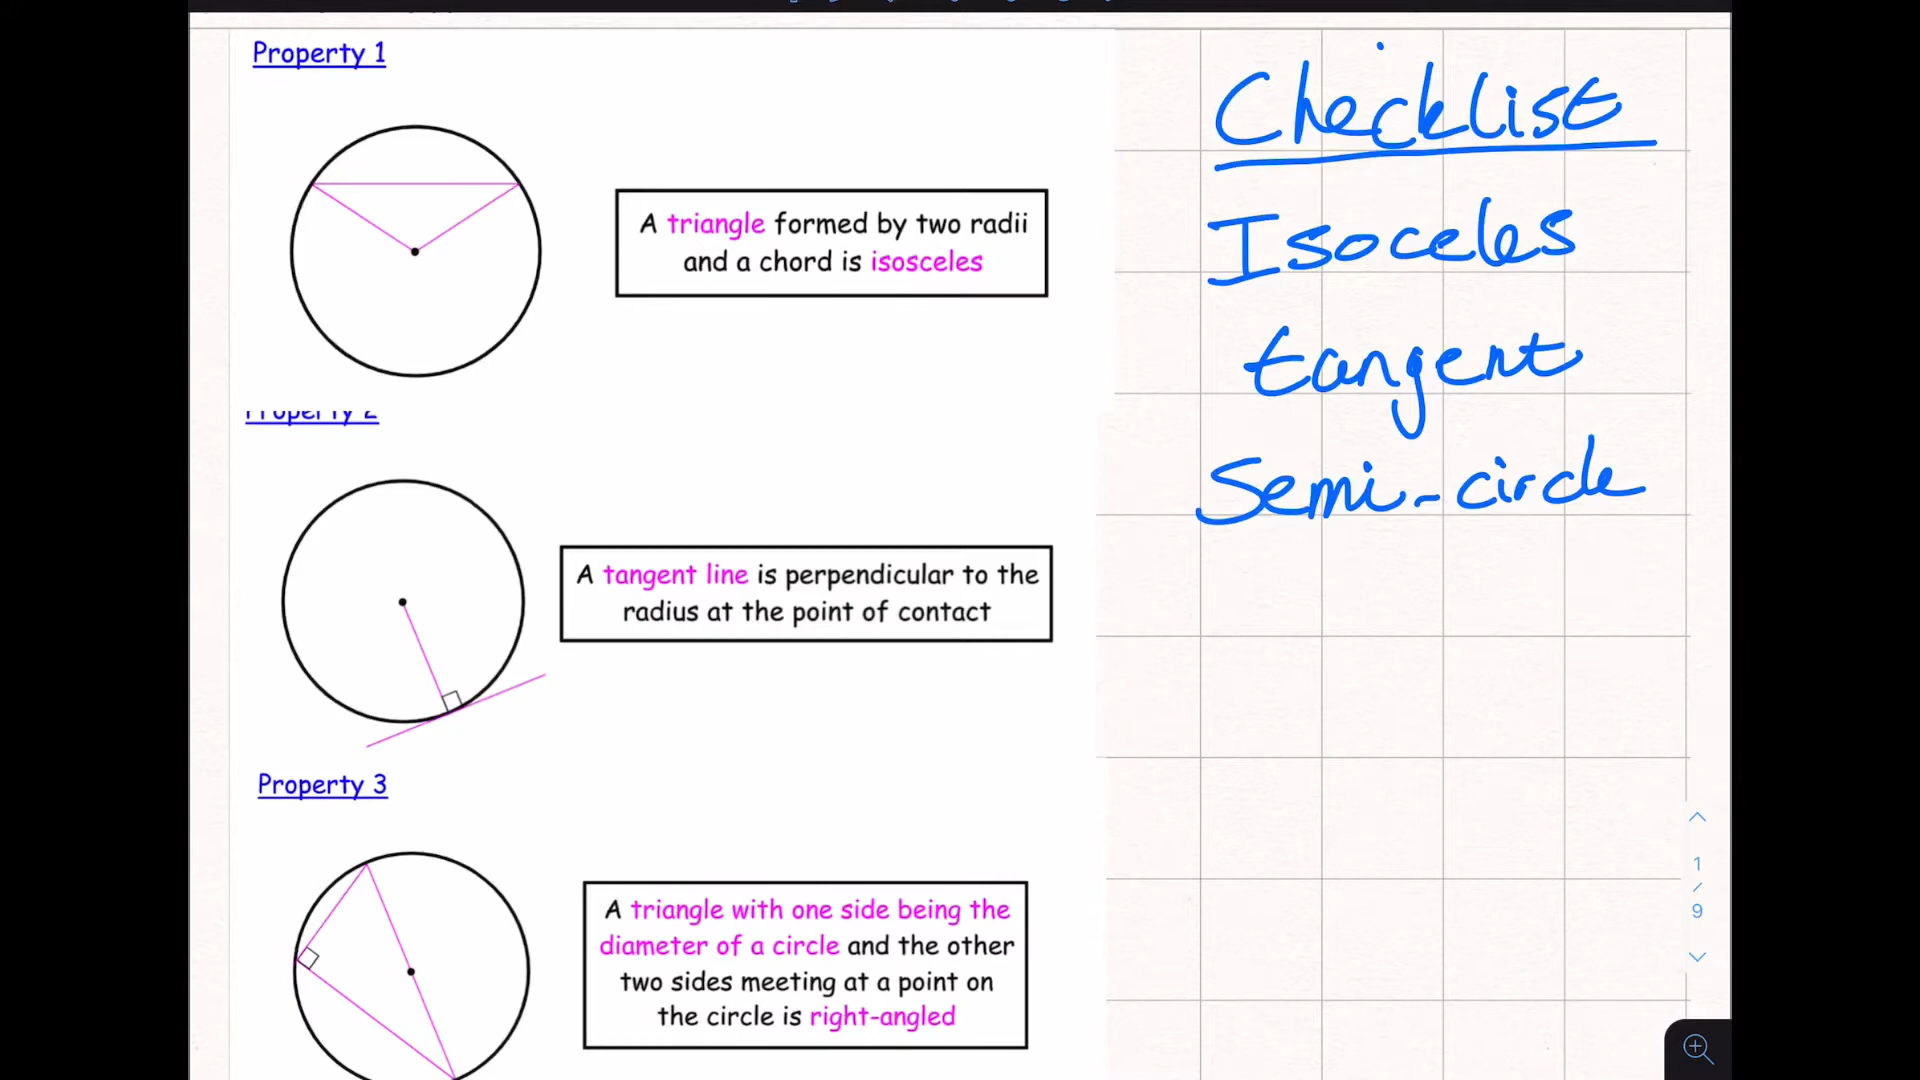 Property 1
A triangle formed by two radii
and a chord is isosceles
Property 2
A tangent line is perpendicular to the
radius at the point of contact
Property 3
A triangle with one side being the
diameter of a circle and the other
two sides meeting at a point on
the circle is right-angled
Checklist
Isoceles
tangent
Semi-circle
1
/
9